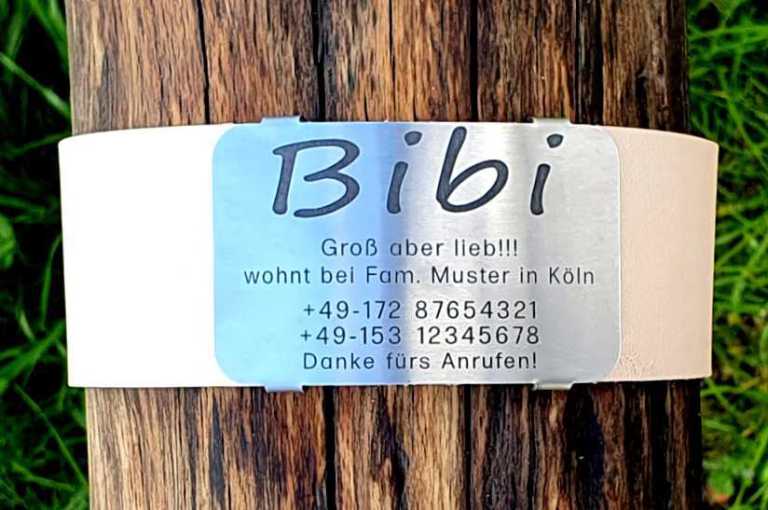 Bibi
Groß aber lieb!!!
wohnt bei Fam. Muster in Köln
+49-172 87654321
+49-153 12345678
Danke fürs Anrufen!